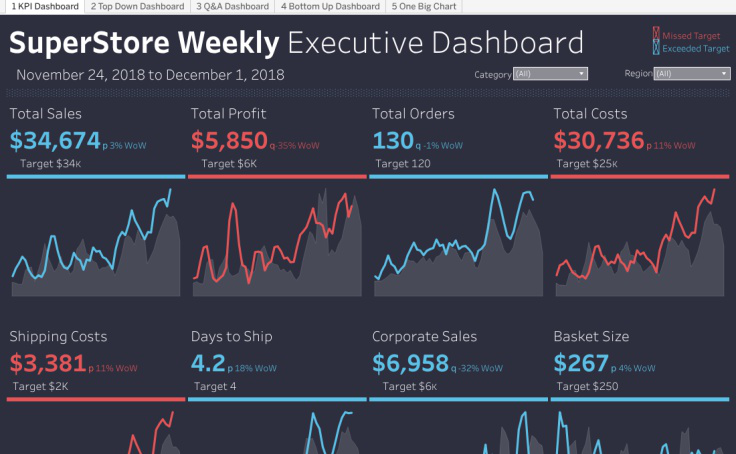 1 KPI Dashboard 2 Top Down Dashboard 3 Q&A Dashboard 4 Bottom Up Dashboard 5 One Big Chart
SuperStore Weekly Executive Dashboard
Missed Target
Exceeded Target
November 24, 2018 to December 1, 2018
Category (All)
Region (All)
Total Sales
$34,674 p 3% WoW
Target $34K
Total Profit
$5,850 q -35% WoW
Target $6K
Total Orders
130 q -1% WoW
Target 120
Total Costs
$30,736 p 11% WoW
Target $25K
Shipping Costs
$3,381 p 11% WoW
Target $2K
Days to Ship
4.2 p 18% WoW
Target 4
Corporate Sales
$6,958 q -32% WoW
Target $6K
Basket Size
$267 p 4% WoW
Target $250